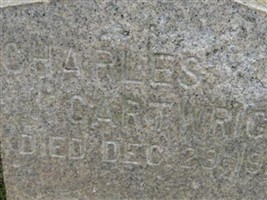 CHARLES
CARTWRIG
DIED DEC. 23, 19